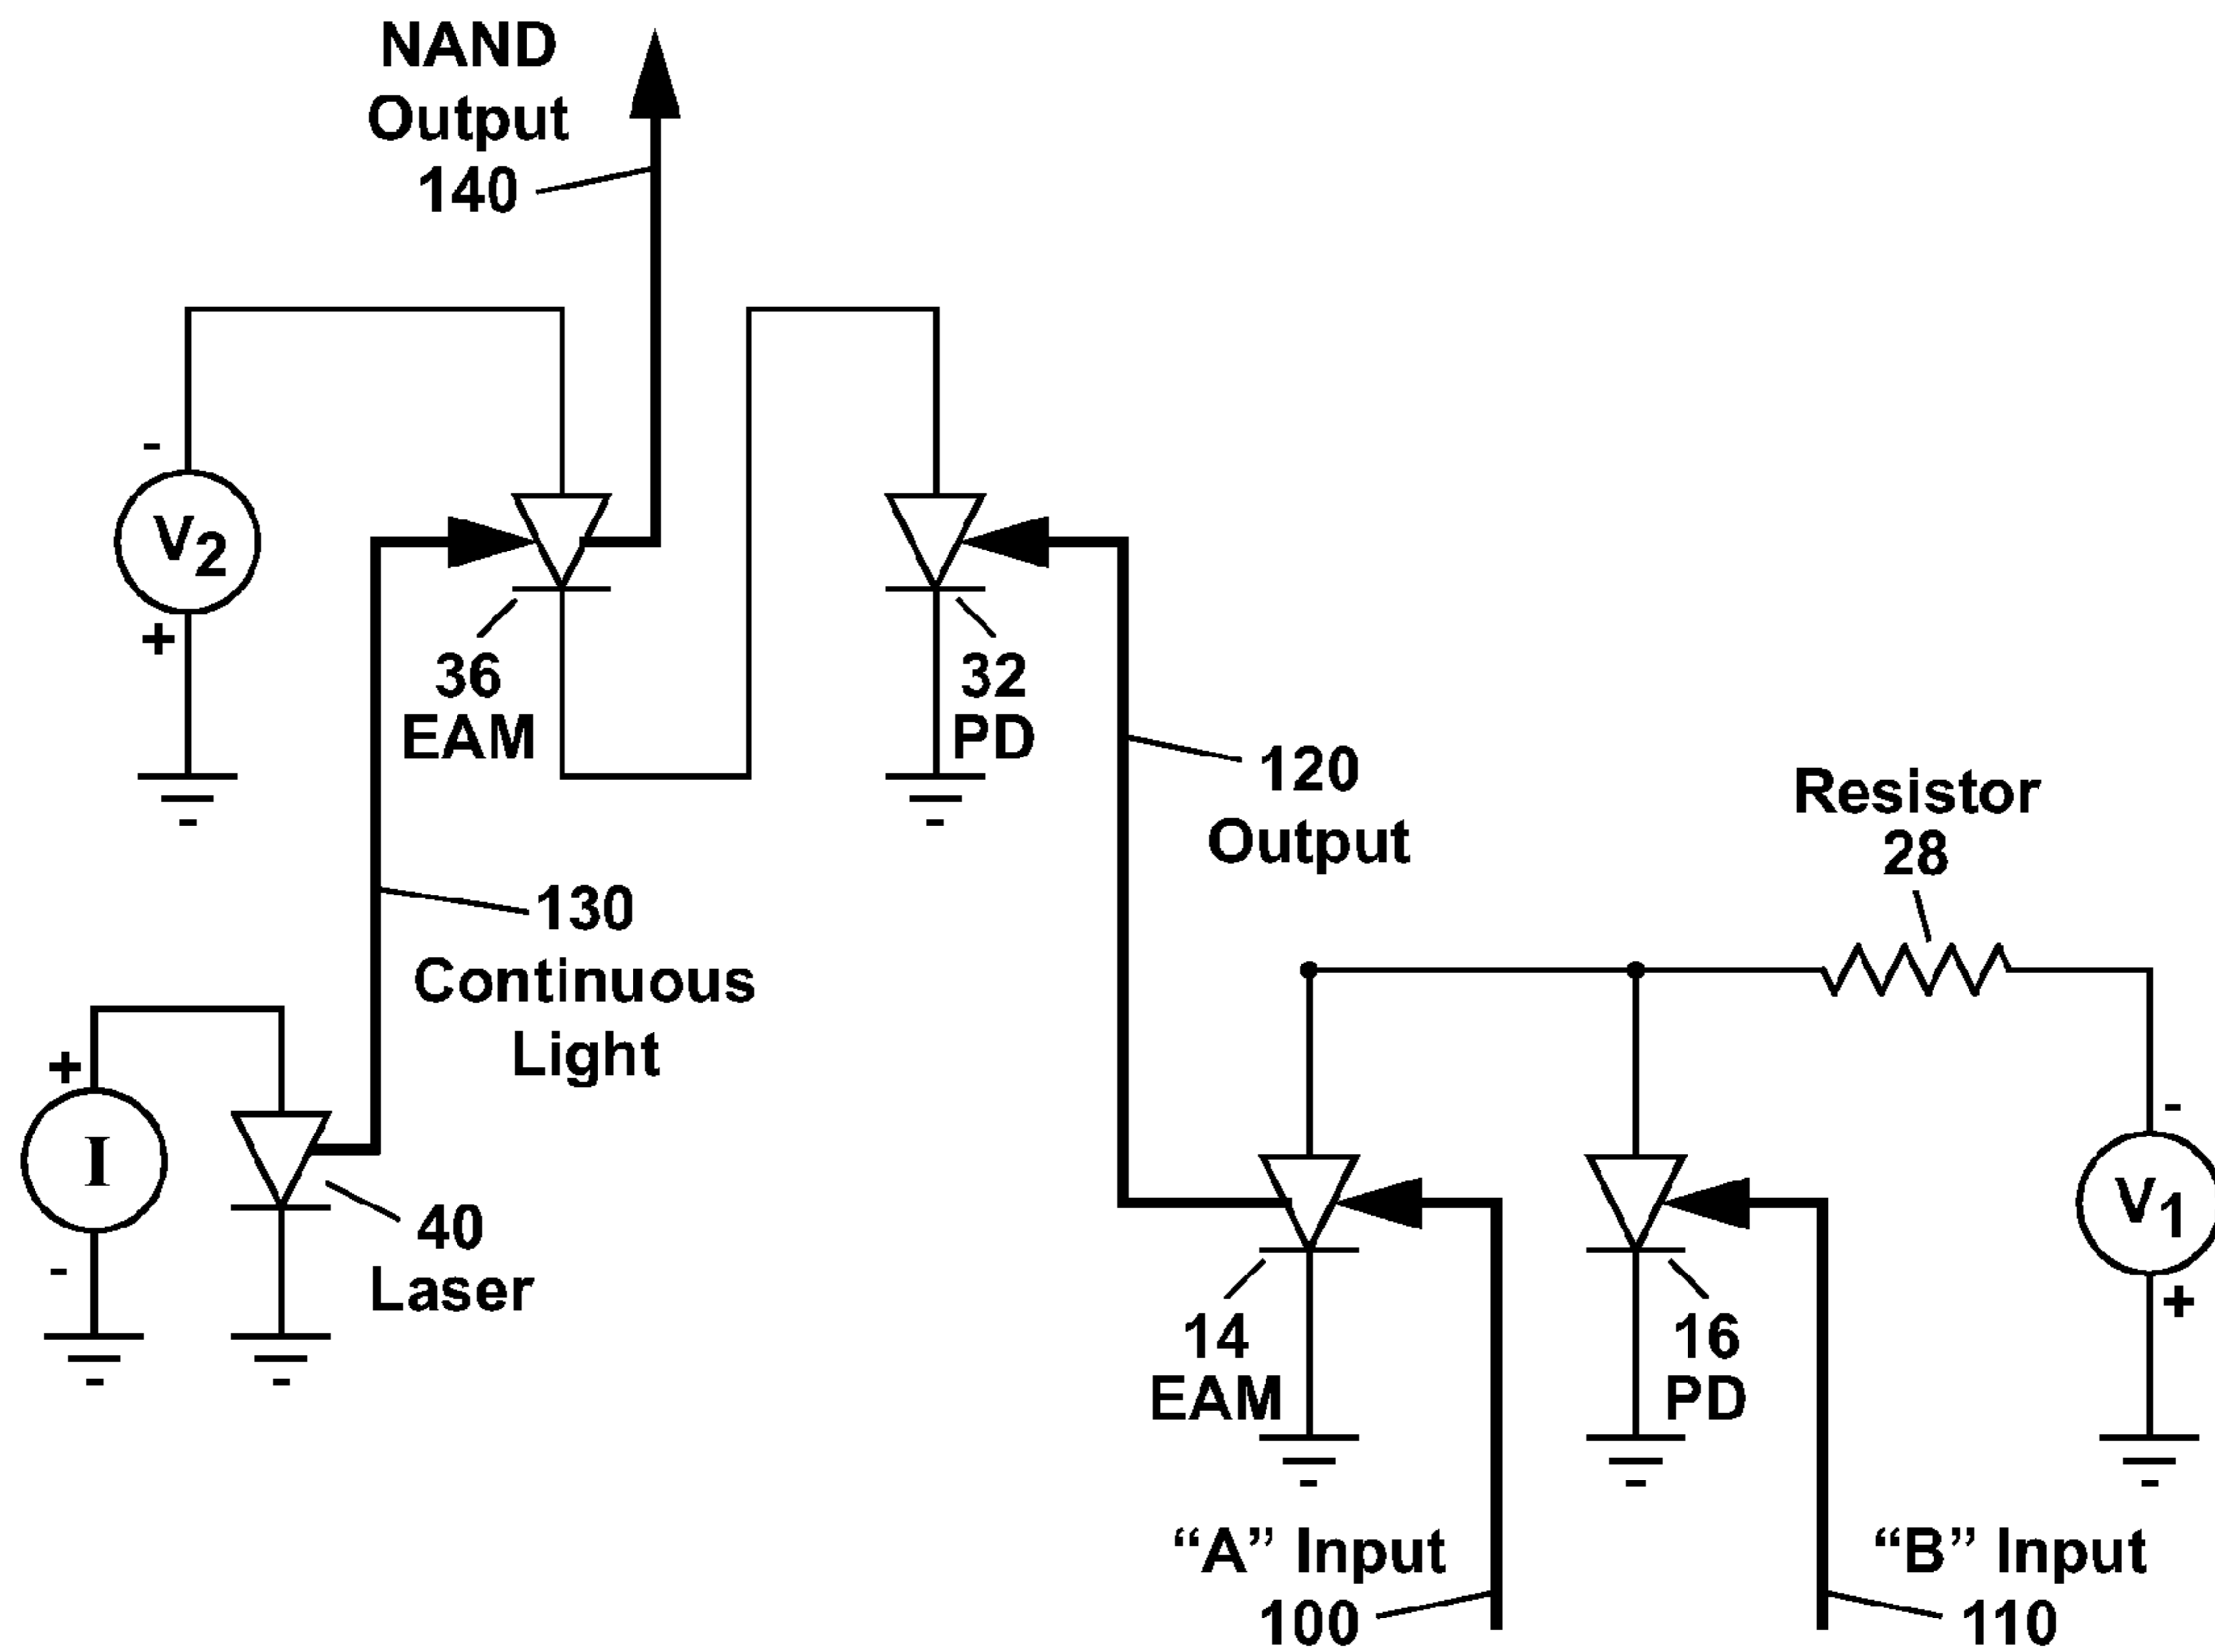 NAND
Output
140
-
V2
+
36
EAM
32
PD
120
Output
Resistor
28
130
Continuous
Light
+
I
-
40
Laser
-
V1
+
14
EAM
16
PD
“A” Input
100
“B” Input
110